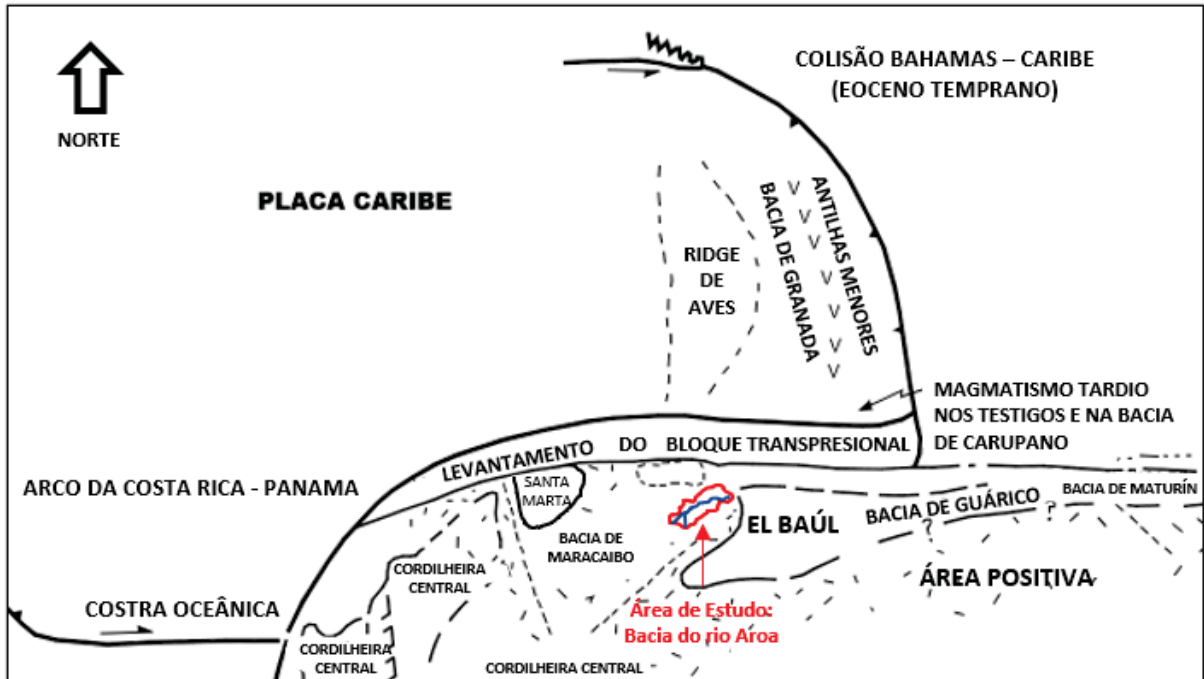 COLISÃO BAHAMAS – CARIBE
(EOCENO TEMPRANO)
NORTE
PLACA CARIBE
RIDGE
DE
AVES
BACIA DE GRANADA
ANTILHAS MENORES
MAGMATISMO TARDIO
NOS TESTIGOS E NA BACIA
DE CARUPANO
LEVANTAMENTO DO BLOQUE TRANSPRESIONAL
ARCO DA COSTA RICA - PANAMA
SANTA
MARTA
BACIA DE MATURÍN
BACIA DE GUÁRICO
?
?
EL BAÚL
BACIA DE
MARACAIBO
CORDILHEIRA
CENTRAL
ÁREA POSITIVA
COSTRA OCEÂNICA
Área de Estudo:
Bacia do rio Aroa
CORDILHEIRA
CENTRAL
CORDILHEIRA CENTRAL